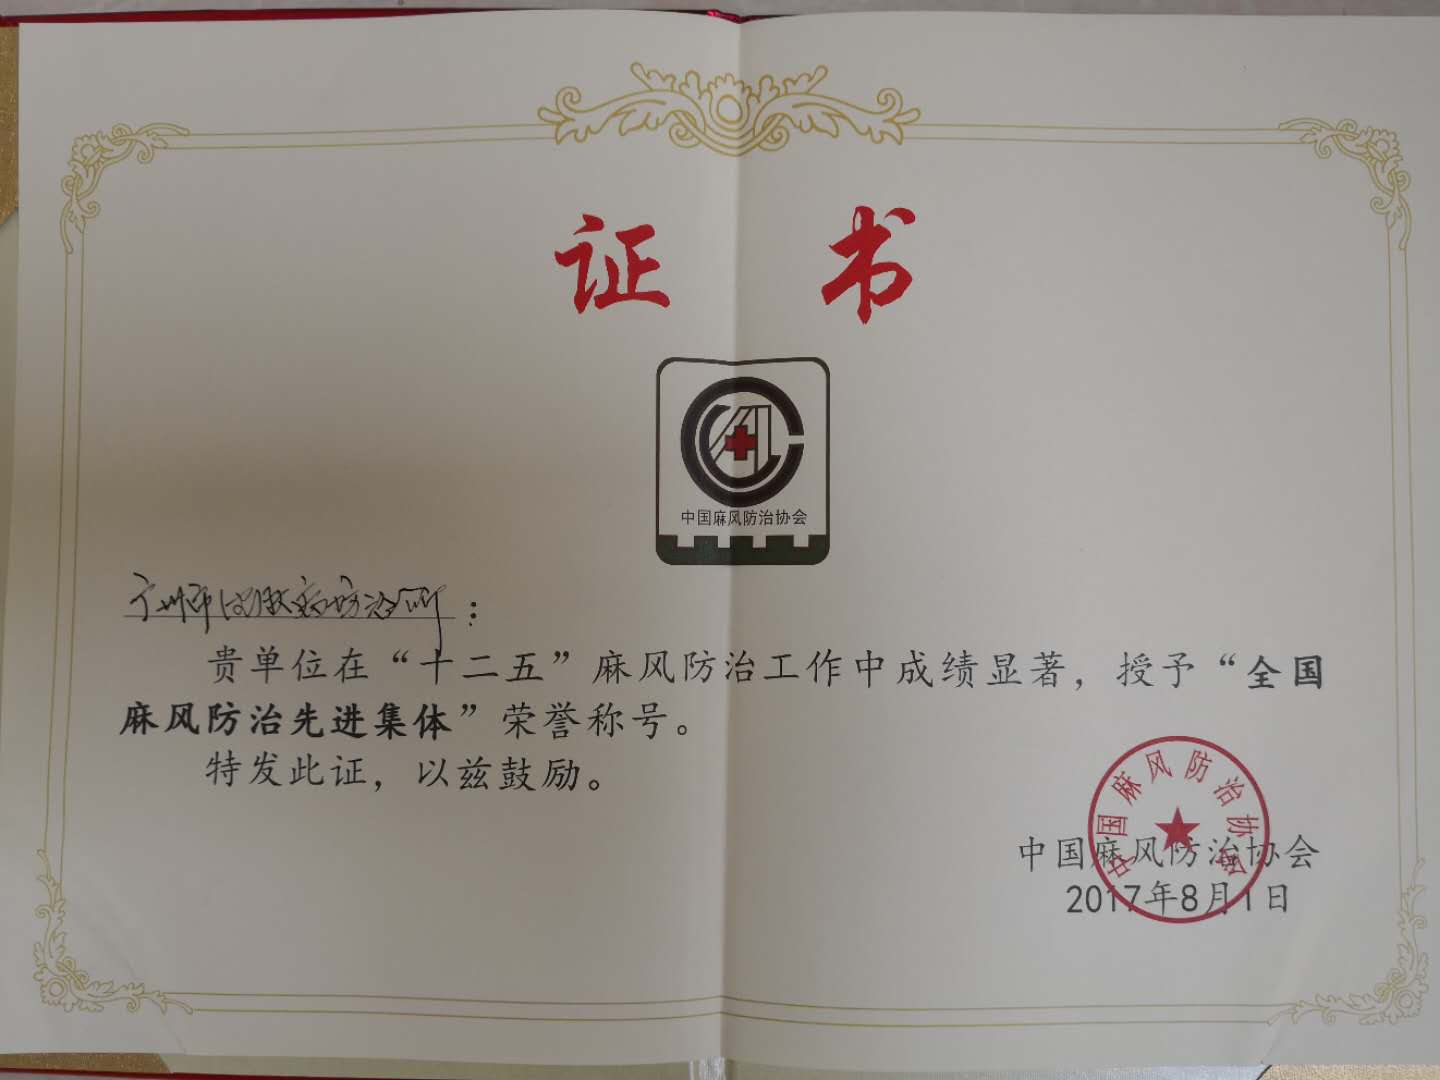 证书
中国麻风防治协会
广州市皮肤病防治所：
贵单位在“十二五”麻风防治工作中成绩显著，授予“全国
麻风防治先进集体”荣誉称号。
特发此证，以兹鼓励。
中国麻风防治协会
中国麻风防治协会
2017年8月1日